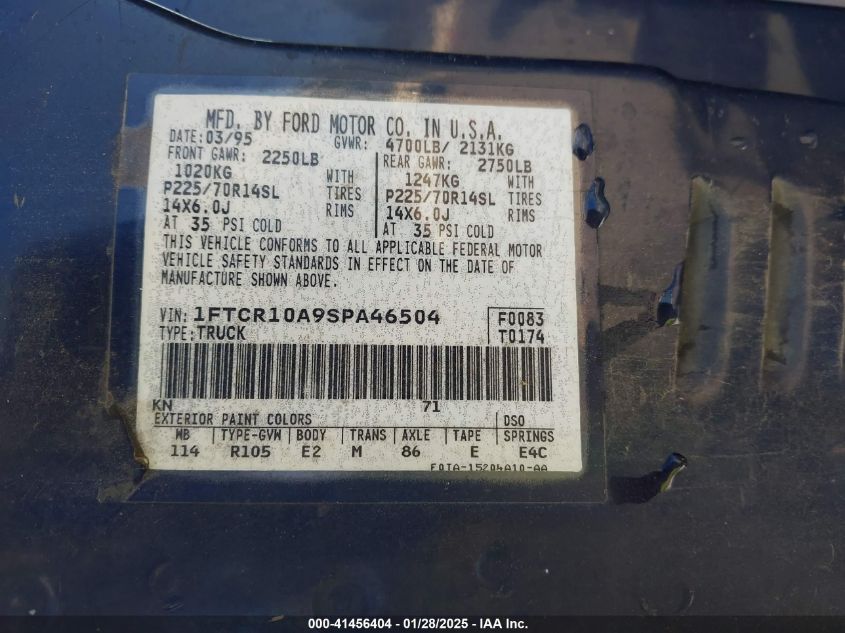 MFD. BY FORD MOTOR CO. IN U.S.A.
DATE: 03/95 GVWR: 4700LB/ 2131KG
FRONT GAWR: 2250LB REAR GAWR: 2750LB
1020KG WITH 1247KG WITH
P225/70R14SL TIRES P225/70R14SL TIRES
14X6.0J RIMS 14X6.0J RIMS
AT 35 PSI COLD AT 35 PSI COLD
THIS VEHICLE CONFORMS TO ALL APPLICABLE FEDERAL MOTOR
VEHICLE SAFETY STANDARDS IN EFFECT ON THE DATE OF
MANUFACTURE SHOWN ABOVE.
VIN: 1FTCR10A9SPA46504 F0083
TYPE: TRUCK T0174
KN 71
EXTERIOR PAINT COLORS DSO
WB TYPE-GVW BODY TRANS AXLE TAPE SPRINGS
114 R105 E2 M 86 E E4C
F0TA-15204A10-AA
000-41456404 | 01/28/2025 - IAA Inc.